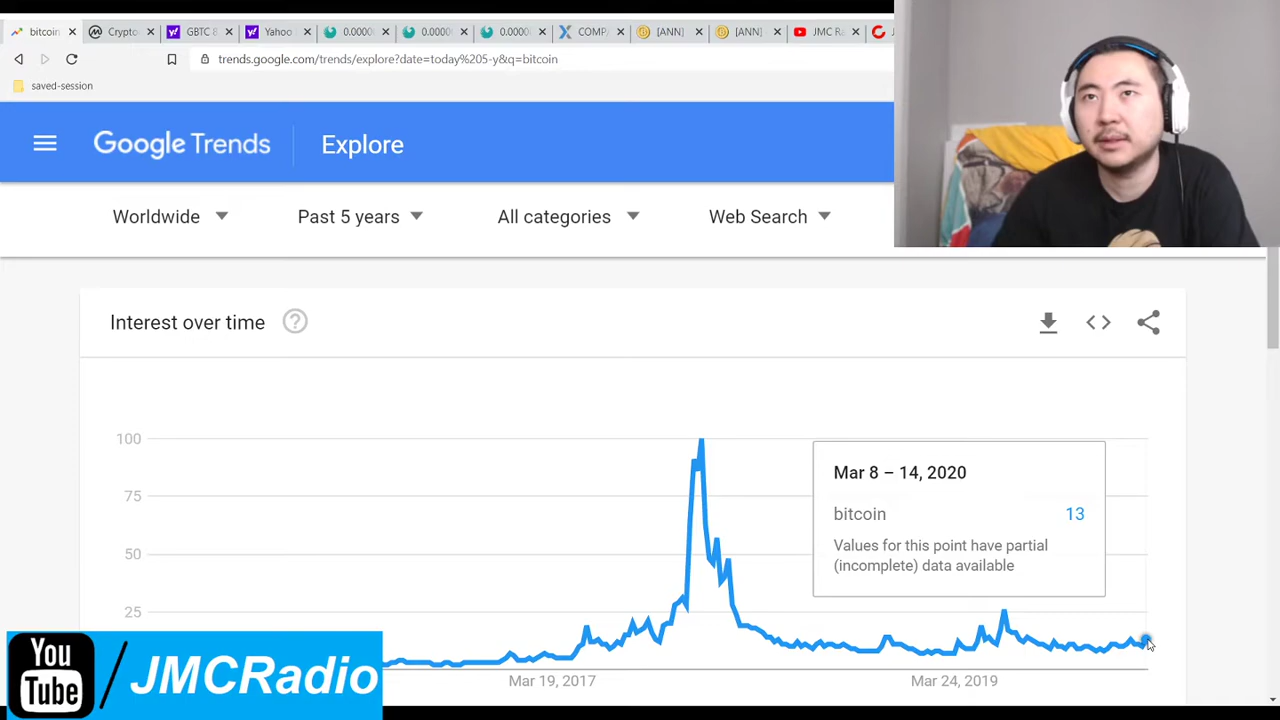 bitcoin
Crypto
GBTC &
Yahoo
0.0000
0.0000
0.0000
COMP
[ANN]
[ANN]
JMC R
trends.google.com/trends/explore?date=today%205-y&q=bitcoin
saved-session
Google Trends
Explore
Worldwide
Past 5 years
All categories
Web Search
Interest over time
?
100
75
50
25
Mar 8 – 14, 2020
bitcoin 13
Values for this point have partial
(incomplete) data available
Mar 19, 2017
Mar 24, 2019
You
Tube
/JMCRadio